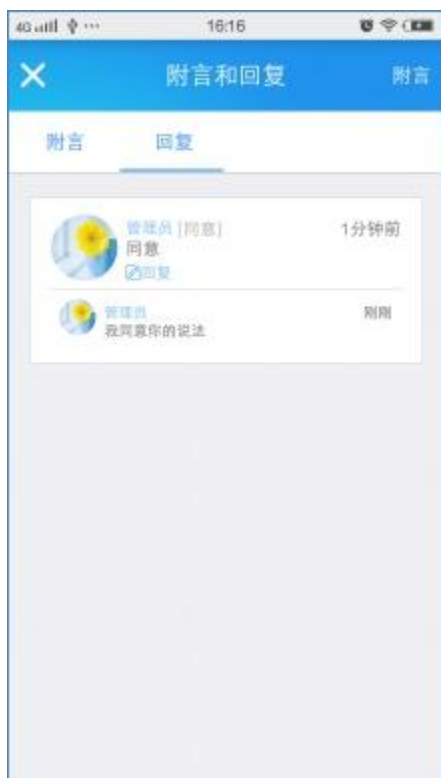 4G 16:16
附言和回复 附言
附言 回复
管理员 [同意] 1分钟前
同意
回复
管理员 刚刚
我同意你的说法